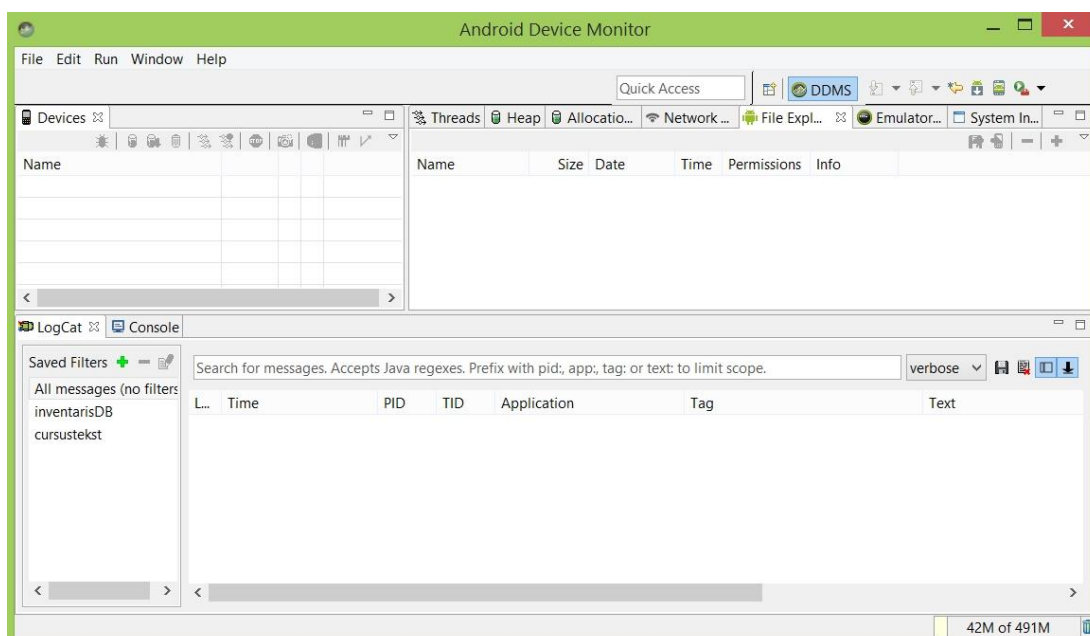 Android Device Monitor
File Edit Run Window Help
Quick Access
DDMS
Devices
Threads Heap Allocatio... Network ... File Expl... Emulator... System In...
Name
Name Size Date Time Permissions Info
LogCat Console
Saved Filters
Search for messages. Accepts Java regexes. Prefix with pid:, app:, tag: or text: to limit scope.
verbose
All messages (no filters
inventarisDB
cursustekst
L... Time PID TID Application Tag Text
42M of 491M